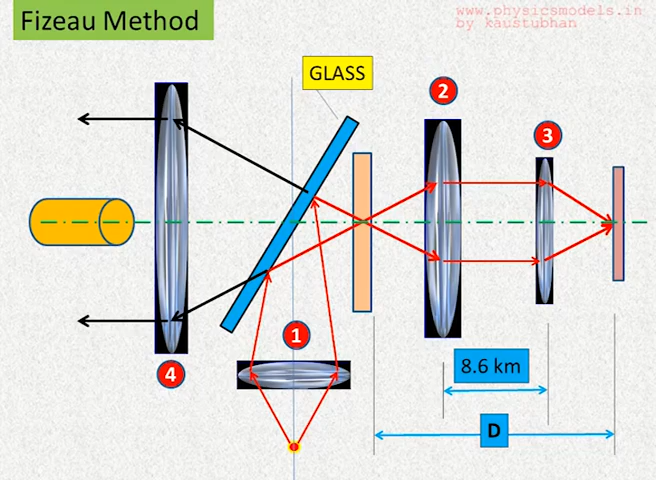 Fizeau Method
www.physicsmodels.in
by kaustubhan
GLASS
2
3
1
4
8.6 km
D